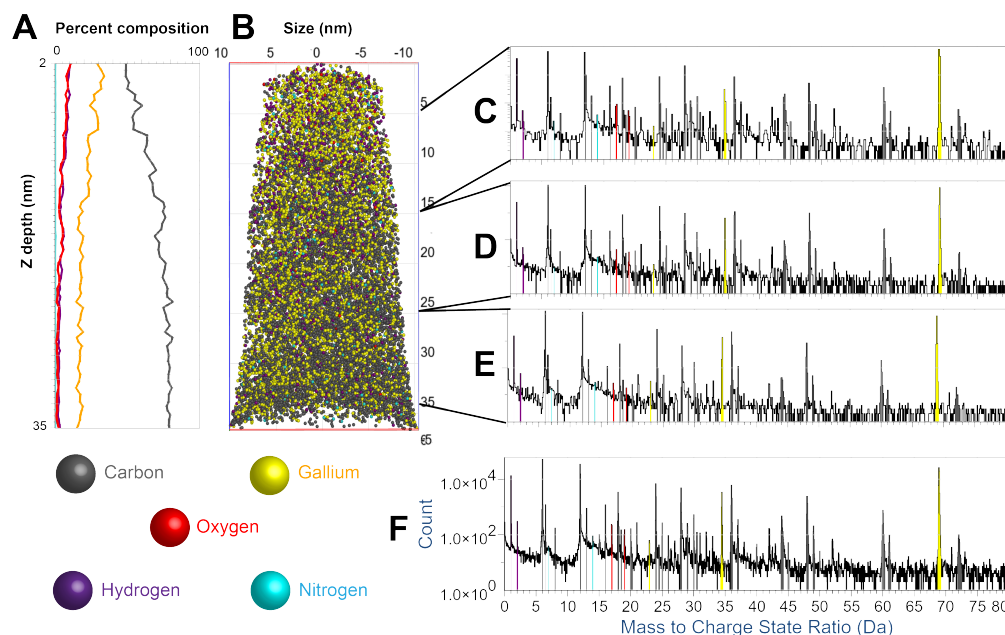 A Percent composition B Size (nm)
0 100 10 5 0 -5 -10
2
5
10
15
20
25
30
35
35
Z depth (nm)
C
D
E
F
Carbon Gallium
Oxygen
Hydrogen Nitrogen
Count
1.0×10⁴
1.0×10²
1.0×10⁰
0 5 10 15 20 25 30 35 40 45 50 55 60 65 70 75 80
Mass to Charge State Ratio (Da)